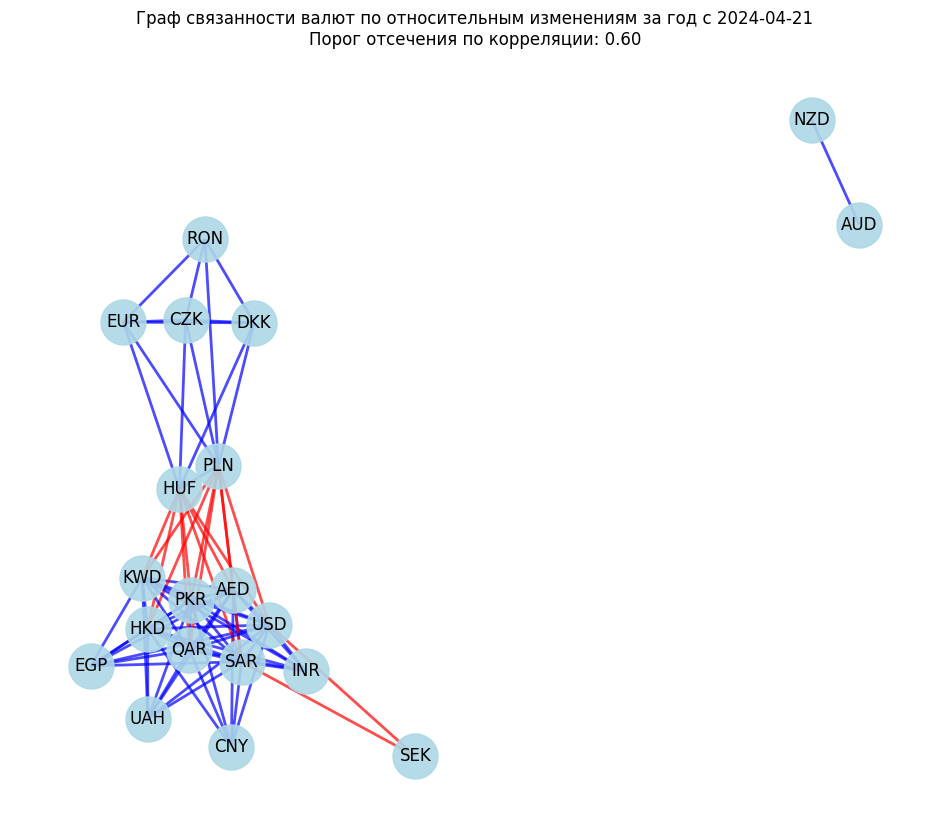 Граф связанности валют по относительным изменениям за год с 2024-04-21
Порог отсечения по корреляции: 0.60
NZD
AUD
RON
EUR
CZK
DKK
PLN
HUF
KWD
AED
PKR
HKD
USD
QAR
SAR
EGP
INR
UAH
CNY
SEK